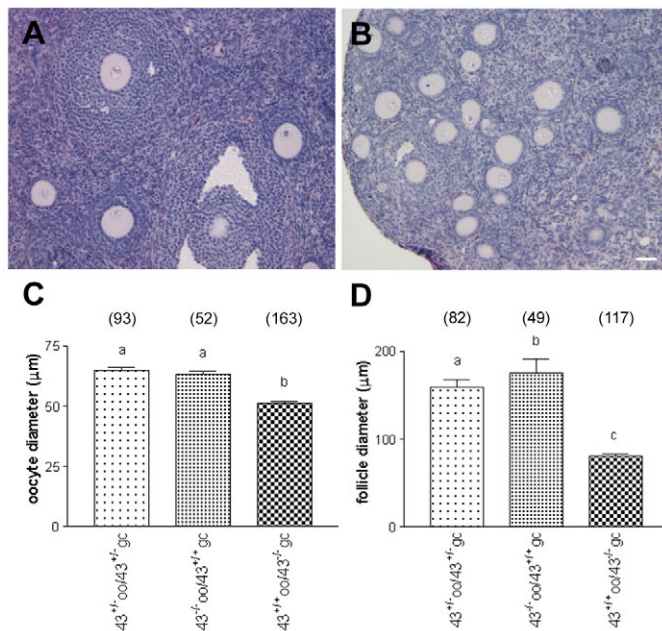 A
B
C
D
(93) (52) (163)
(82) (49) (117)
oocyte diameter (μm)
75
50
25
0
a
a
b
43+/-oo/43+/-gc
43-/-oo/43+/+gc
43+/+oo/43-/-gc
follicle diameter (μm)
200
100
0
a
b
c
43+/-oo/43+/-gc
43-/-oo/43+/+gc
43+/+oo/43-/-gc